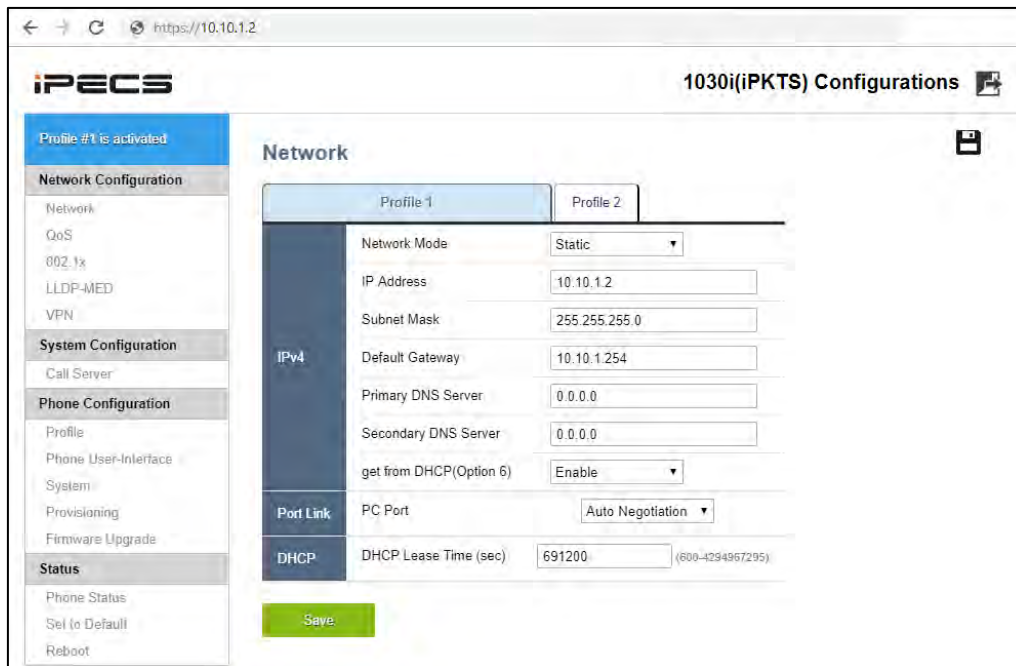 https://10.10.1.2
iPECS
1030i(iPKTS) Configurations
Profile #1 is activated
Network Configuration
Network
QoS
802.1x
LLDP-MED
VPN
System Configuration
Call Server
Phone Configuration
Profile
Phone User-Interface
System
Provisioning
Firmware Upgrade
Status
Phone Status
Set to Default
Reboot
Network
Profile 1 Profile 2
IPv4
Network Mode Static
IP Address 10.10.1.2
Subnet Mask 255.255.255.0
Default Gateway 10.10.1.254
Primary DNS Server 0.0.0.0
Secondary DNS Server 0.0.0.0
get from DHCP(Option 6) Enable
Port Link PC Port Auto Negotiation
DHCP DHCP Lease Time (sec) 691200 (600-4294967295)
Save